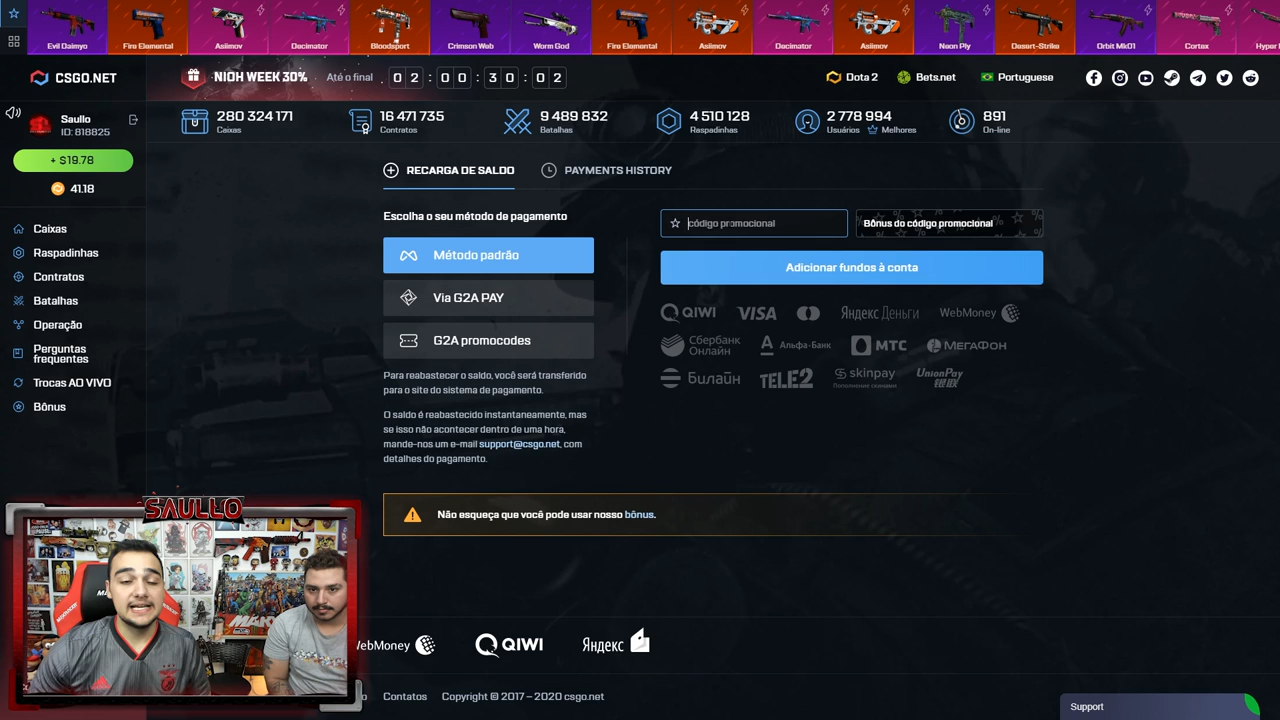 Evil Daimyo
Fire Elemental
Asiimov
Decimator
Bloodsport
Crimson Web
Worm God
Fire Elemental
Asiimov
Decimator
Asiimov
Neon Ply
Desert-Strike
Orbit Mk01
Cortex
Hyper
CSGO.NET
NIOH WEEK 30%
Até o final
02:00:30:02
Dota 2
Bets.net
Portuguese
Saullo
ID: 818825
280 324 171
Caixas
16 471 735
Contratos
9 489 832
Batalhas
4 510 128
Raspadinhas
2 778 994
Usuários
Melhores
891
On-line
+ $19.78
41.18
RECARGA DE SALDO
PAYMENTS HISTORY
Caixas
Raspadinhas
Contratos
Batalhas
Operação
Perguntas
frequentes
Trocas AO VIVO
Bônus
Escolha o seu método de pagamento
Método padrão
Via G2A PAY
G2A promocodes
código promocional
Bônus do código promocional
Adicionar fundos à conta
QIWI
VISA
Яндекс Деньги
WebMoney
Сбербанк
Онлайн
Альфа-Банк
МТС
МЕГАФОН
Билайн
TELE2
skinpay
Пополнение скинами
UnionPay
银联
Para reabastecer o saldo, você será transferido
para o site do sistema de pagamento.
O saldo é reabastecido instantaneamente, mas
se isso não acontecer dentro de uma hora,
mande-nos um e-mail support@csgo.net, com
detalhes do pagamento.
Não esqueça que você pode usar nosso bônus.
SAULLO
WebMoney
QIWI
Яндекс
Contatos
Copyright © 2017 – 2020 csgo.net
Support